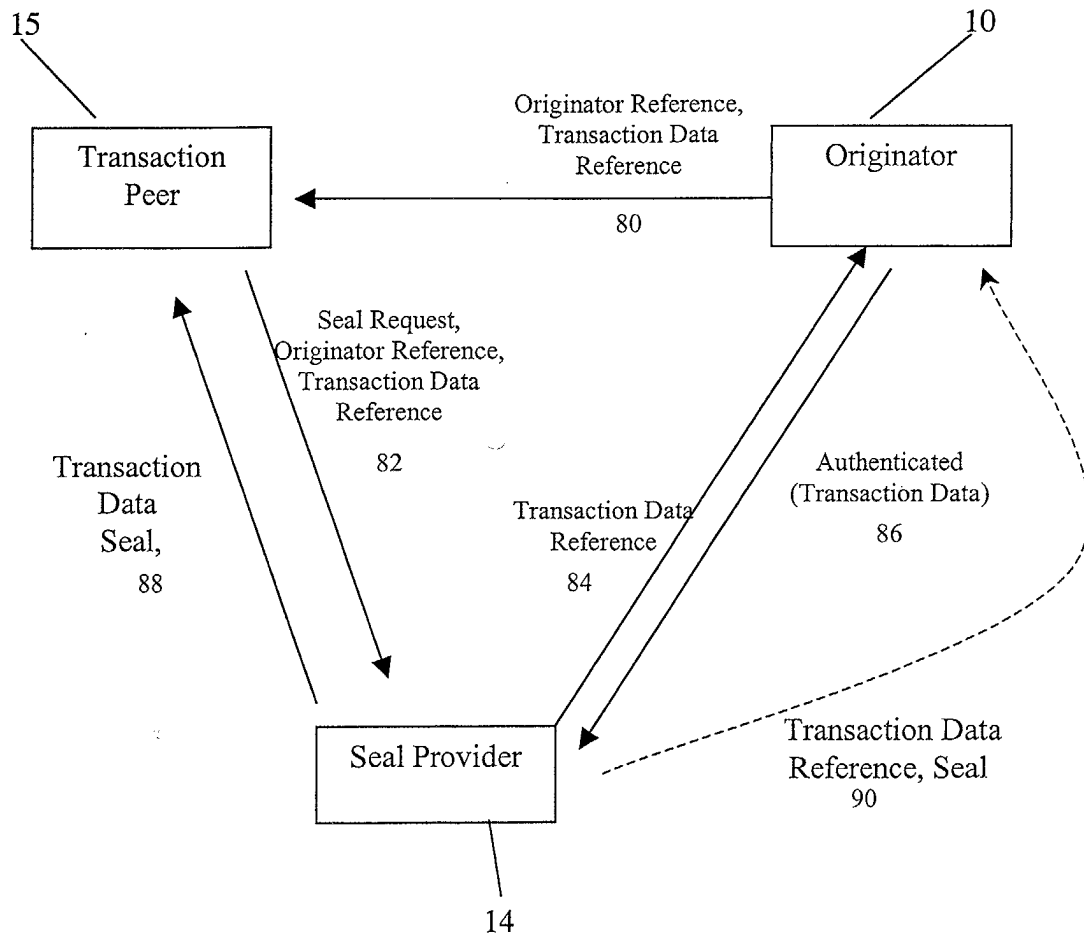 15
10
Originator Reference,
Transaction Data
Reference
Transaction
Peer
Originator
80
Seal Request,
Originator Reference,
Transaction Data
Reference
82
Transaction
Data
Seal,
88
Transaction Data
Reference
84
Authenticated
(Transaction Data)
86
Seal Provider
Transaction Data
Reference, Seal
90
14